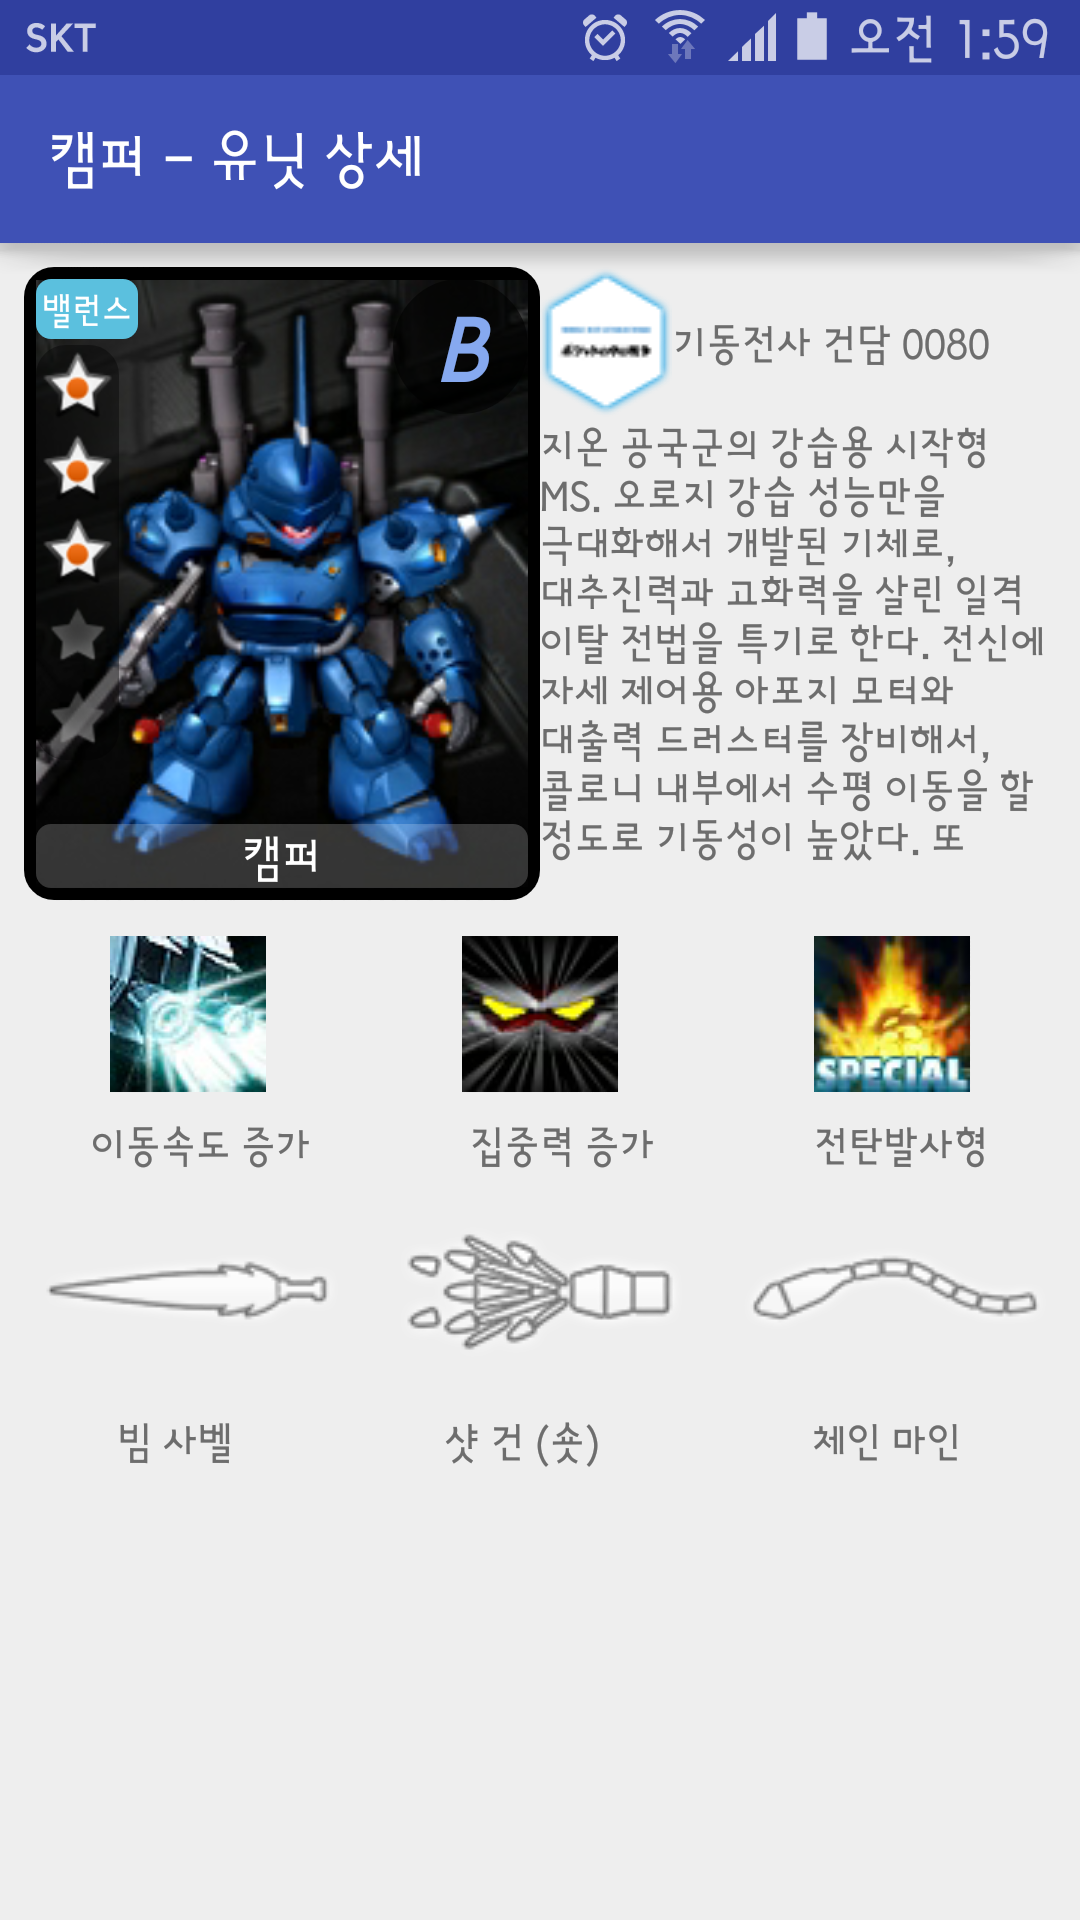 SKT
오전 1:59
캠퍼 - 유닛 상세
밸런스
B
캠퍼
기동전사 건담 0080
지온 공국군의 강습용 시작형
MS. 오로지 강습 성능만을
극대화해서 개발된 기체로,
대추진력과 고화력을 살린 일격
이탈 전법을 특기로 한다. 전신에
자세 제어용 아포지 모터와
대출력 드러스터를 장비해서,
콜로니 내부에서 수평 이동을 할
정도로 기동성이 높았다. 또
SPECIAL
이동속도 증가
집중력 증가
전탄발사형
빔 사벨
샷 건 (숏)
체인 마인